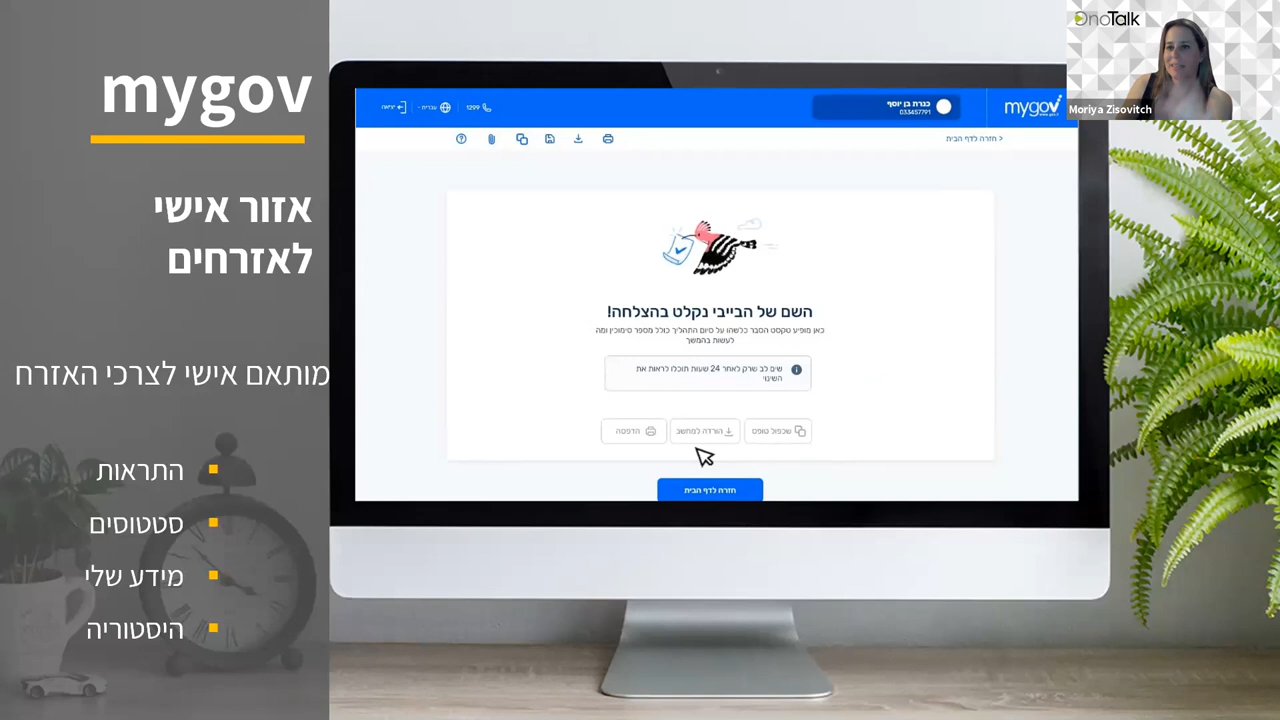 mygov
אזור אישי
לאזרחים
מותאם אישי לצרכי האזרח
התראות
סטטוסים
מידע שלי
היסטוריה
mygov
כנרת בן יוסף
033457791
1299
עברית
יציאה
חזרה לדף הבית >
השם של הבייבי נקלט בהצלחה!
כאן מופיע טקסט הסבר כלשהו על סיום התהליך כולל מספר סימוכין ומה
לעשות בהמשך
שים לב שרק לאחר 24 שעות תוכלו לראות את
השינוי
שכפול טופס
הורדה למחשב
הדפסה
חזרה לדף הבית
OnoTalk
Moriya Zisovitch